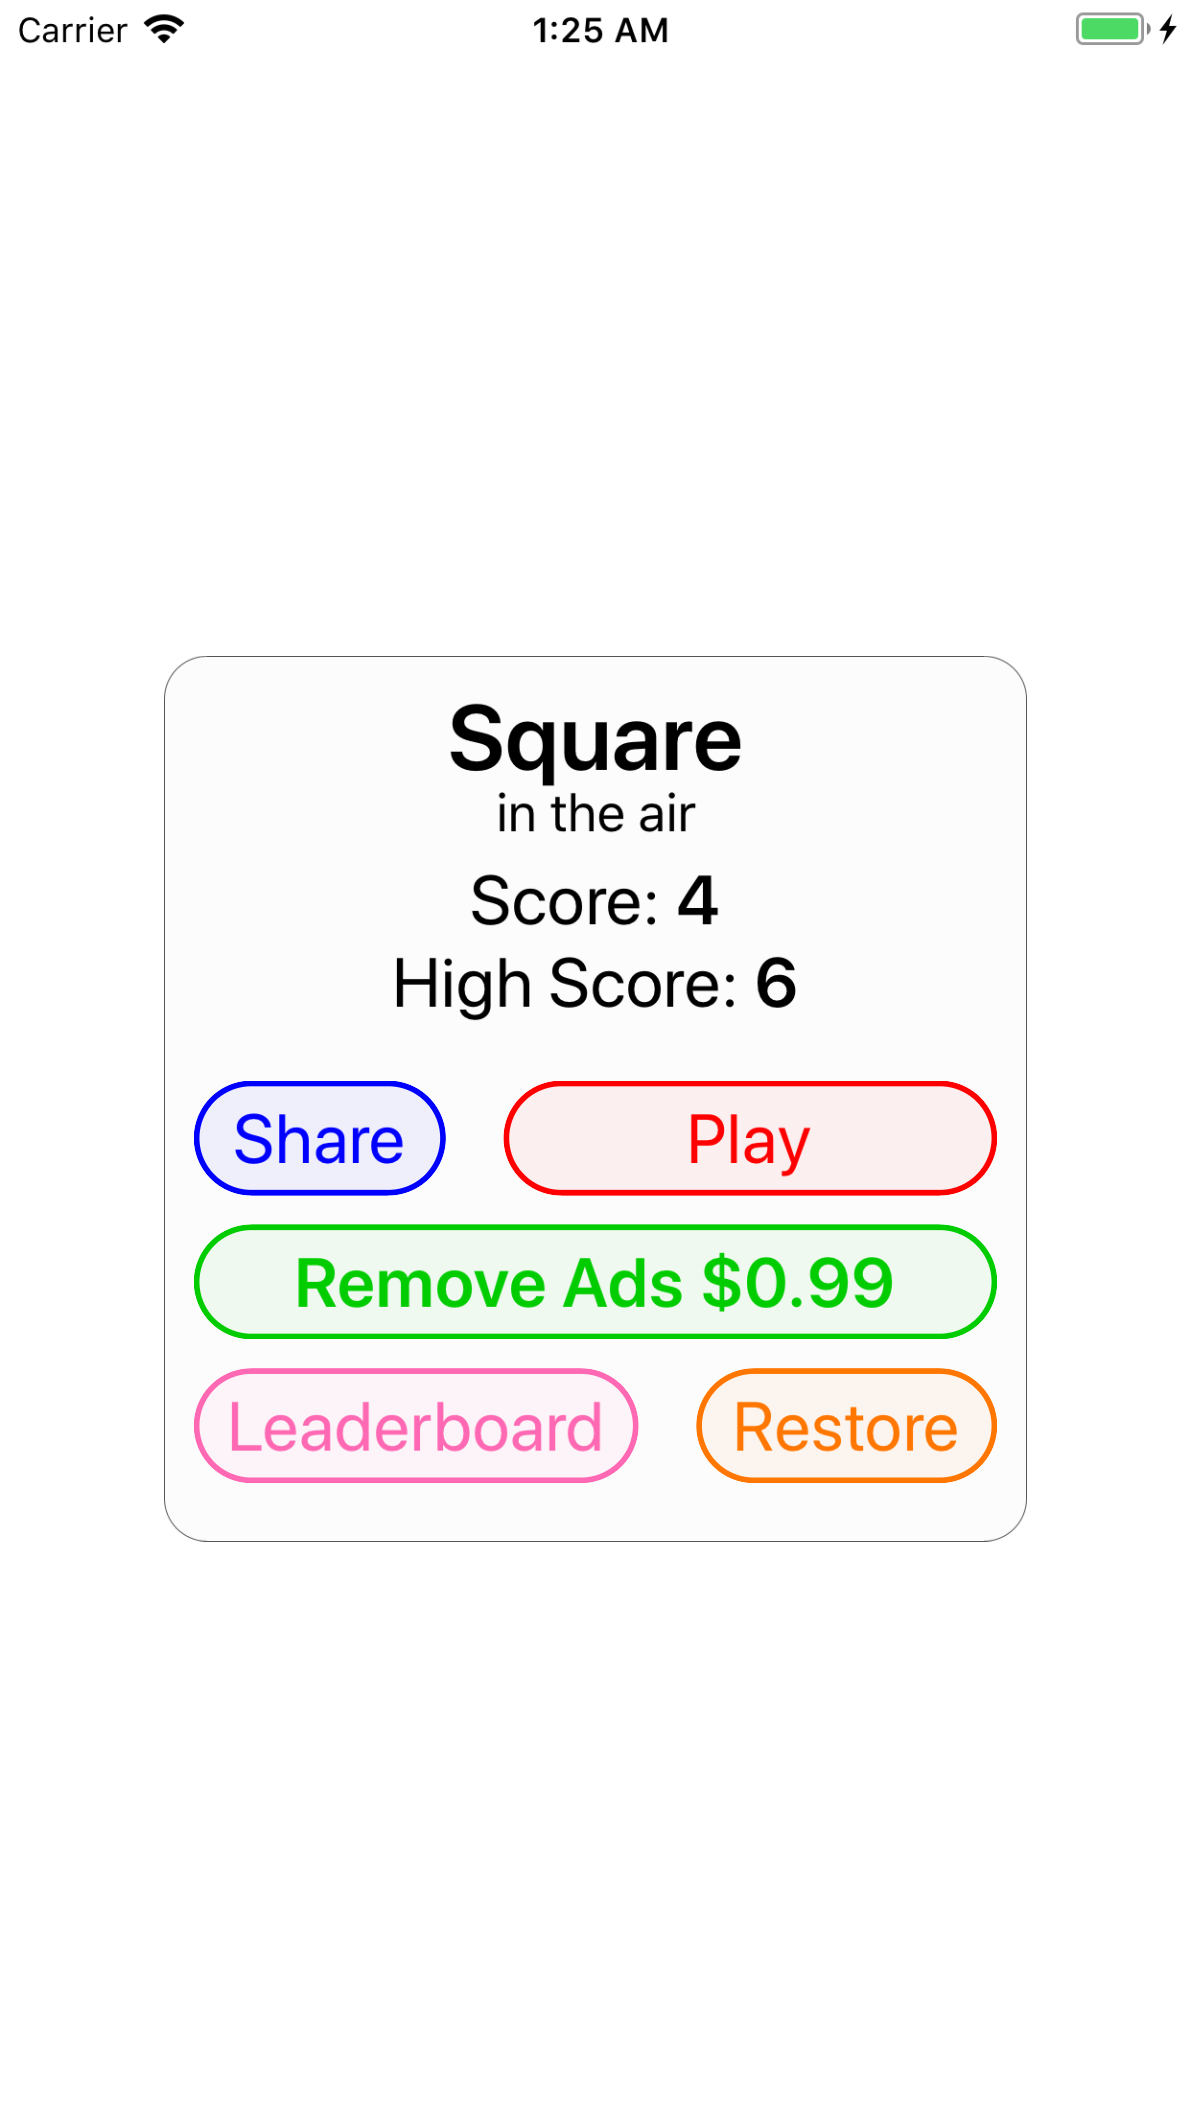 Carrier 1:25 AM
Square
in the air
Score: 4
High Score: 6
Share Play
Remove Ads $0.99
Leaderboard Restore